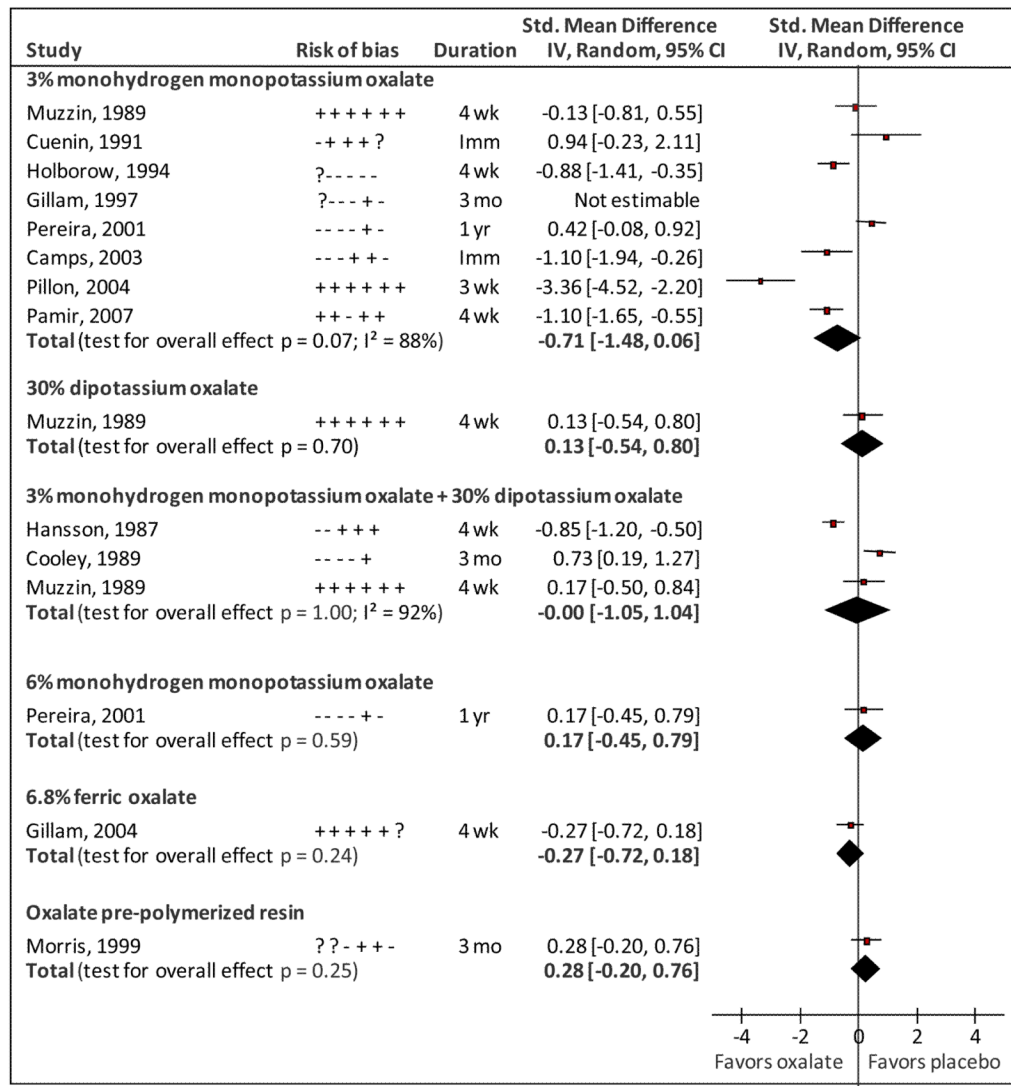 Std. Mean Difference Std. Mean Difference
Study Risk of bias Duration IV, Random, 95% CI IV, Random, 95% CI
3% monohydrogen monopotassium oxalate
Muzzin, 1989 + + + + + + 4 wk -0.13 [-0.81, 0.55]
Cuenin, 1991 - + + + ? Imm 0.94 [-0.23, 2.11]
Holborow, 1994 ? - - - - - 4 wk -0.88 [-1.41, -0.35]
Gillam, 1997 ? - - - + - 3 mo Not estimable
Pereira, 2001 - - - - + - 1 yr 0.42 [-0.08, 0.92]
Camps, 2003 - - - + + - Imm -1.10 [-1.94, -0.26]
Pillon, 2004 + + + + + + 3 wk -3.36 [-4.52, -2.20]
Pamir, 2007 + + - + + 4 wk -1.10 [-1.65, -0.55]
Total (test for overall effect p = 0.07; I² = 88%) -0.71 [-1.48, 0.06]
30% dipotassium oxalate
Muzzin, 1989 + + + + + + 4 wk 0.13 [-0.54, 0.80]
Total (test for overall effect p = 0.70) 0.13 [-0.54, 0.80]
3% monohydrogen monopotassium oxalate + 30% dipotassium oxalate
Hansson, 1987 - - + + + 4 wk -0.85 [-1.20, -0.50]
Cooley, 1989 - - - - + 3 mo 0.73 [0.19, 1.27]
Muzzin, 1989 + + + + + + 4 wk 0.17 [-0.50, 0.84]
Total (test for overall effect p = 1.00; I² = 92%) -0.00 [-1.05, 1.04]
6% monohydrogen monopotassium oxalate
Pereira, 2001 - - - - + - 1 yr 0.17 [-0.45, 0.79]
Total (test for overall effect p = 0.59) 0.17 [-0.45, 0.79]
6.8% ferric oxalate
Gillam, 2004 + + + + + ? 4 wk -0.27 [-0.72, 0.18]
Total (test for overall effect p = 0.24) -0.27 [-0.72, 0.18]
Oxalate pre-polymerized resin
Morris, 1999 ? ? - + + - 3 mo 0.28 [-0.20, 0.76]
Total (test for overall effect p = 0.25) 0.28 [-0.20, 0.76]
-4 -2 0 2 4
Favors oxalate Favors placebo